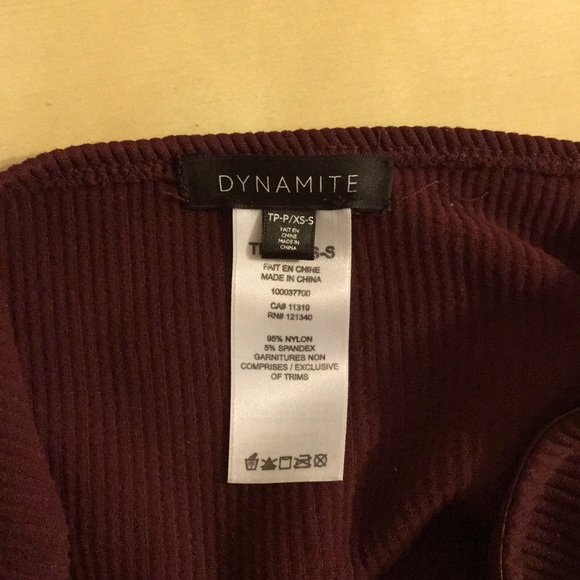 DYNAMITE
TP-P/XS-S
FAIT EN
CHINE
MADE IN
CHINA
FAIT EN CHINE
MADE IN CHINA
100037700
CA# 11319
RN# 121340
95% NYLON
5% SPANDEX
GARNITURES NON
COMPRISES / EXCLUSIVE
OF TRIMS